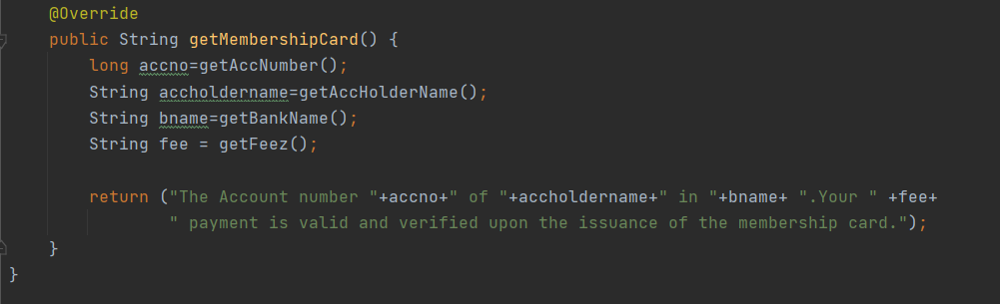 @Override
public String getMembershipCard() {
long accno=getAccNumber();
String accholdername=getAccHolderName();
String bname=getBankName();
String fee = getFeez();
return ("The Account number "+accno+" of "+accholdername+" in "+bname+ ".Your " +fee+
" payment is valid and verified upon the issuance of the membership card.");
}
}